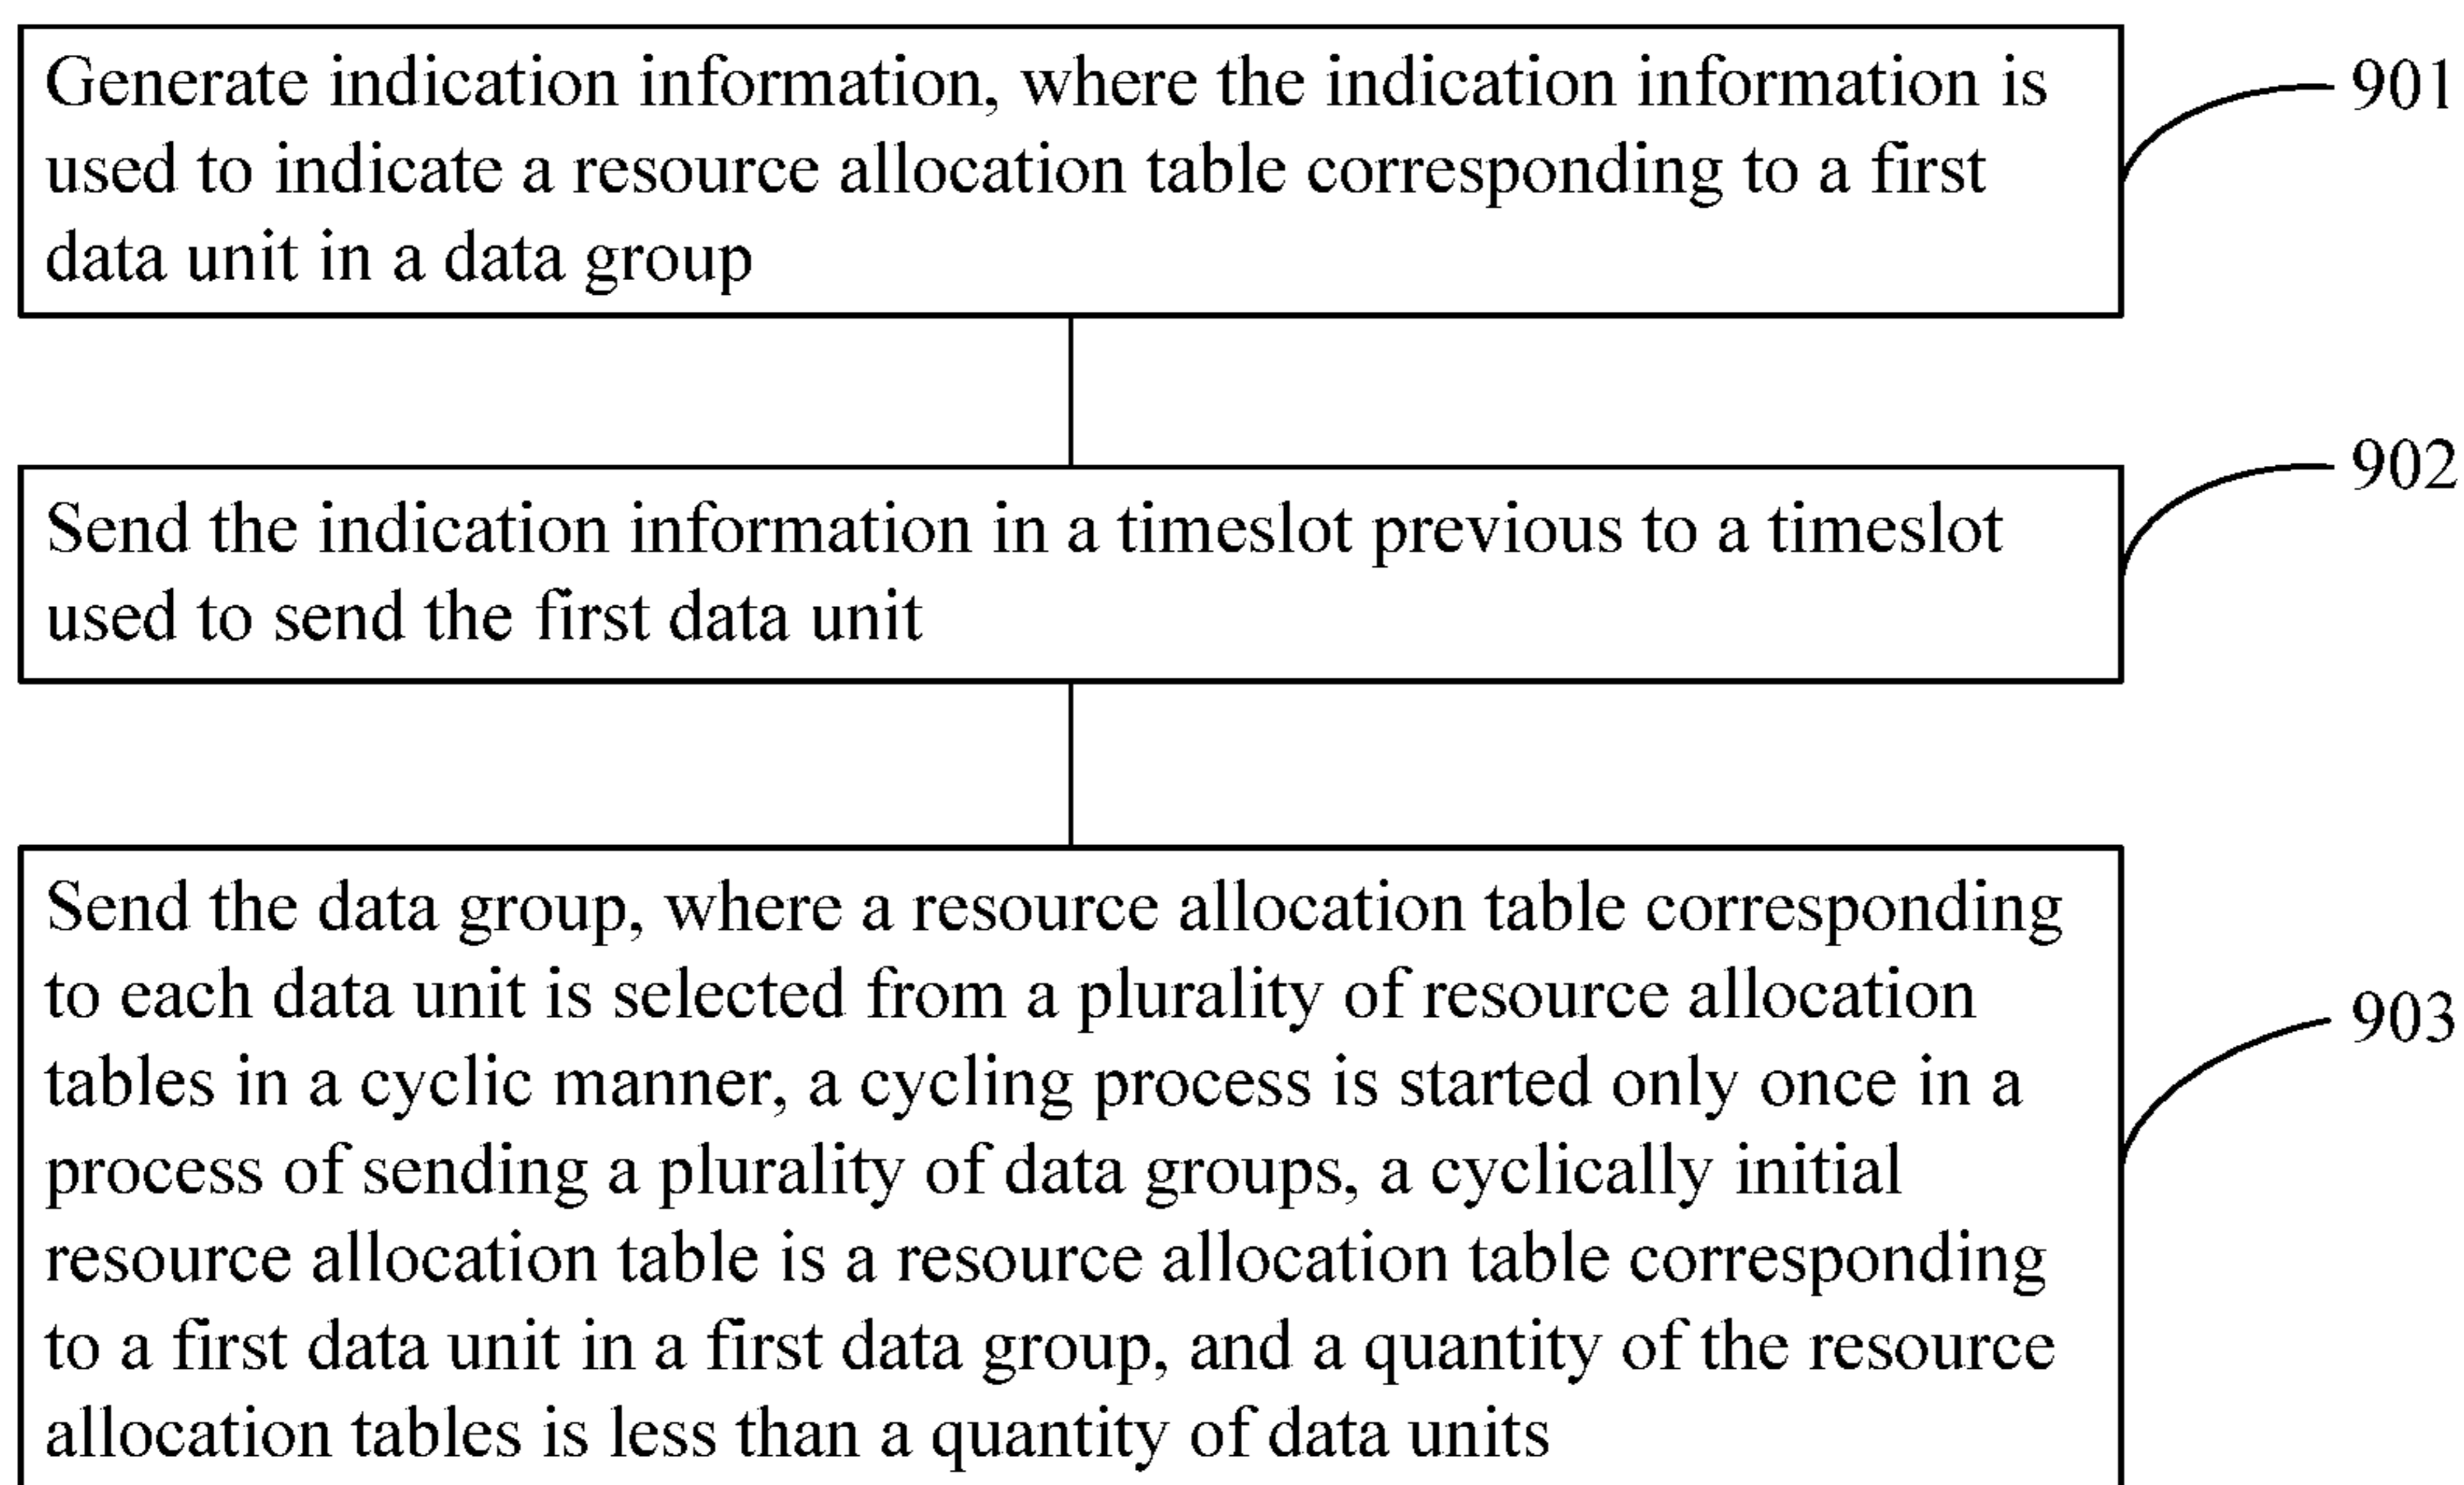 Generate indication information, where the indication information is
used to indicate a resource allocation table corresponding to a first
data unit in a data group
901
Send the indication information in a timeslot previous to a timeslot
used to send the first data unit
902
Send the data group, where a resource allocation table corresponding
to each data unit is selected from a plurality of resource allocation
tables in a cyclic manner, a cycling process is started only once in a
process of sending a plurality of data groups, a cyclically initial
resource allocation table is a resource allocation table corresponding
to a first data unit in a first data group, and a quantity of the resource
allocation tables is less than a quantity of data units
903